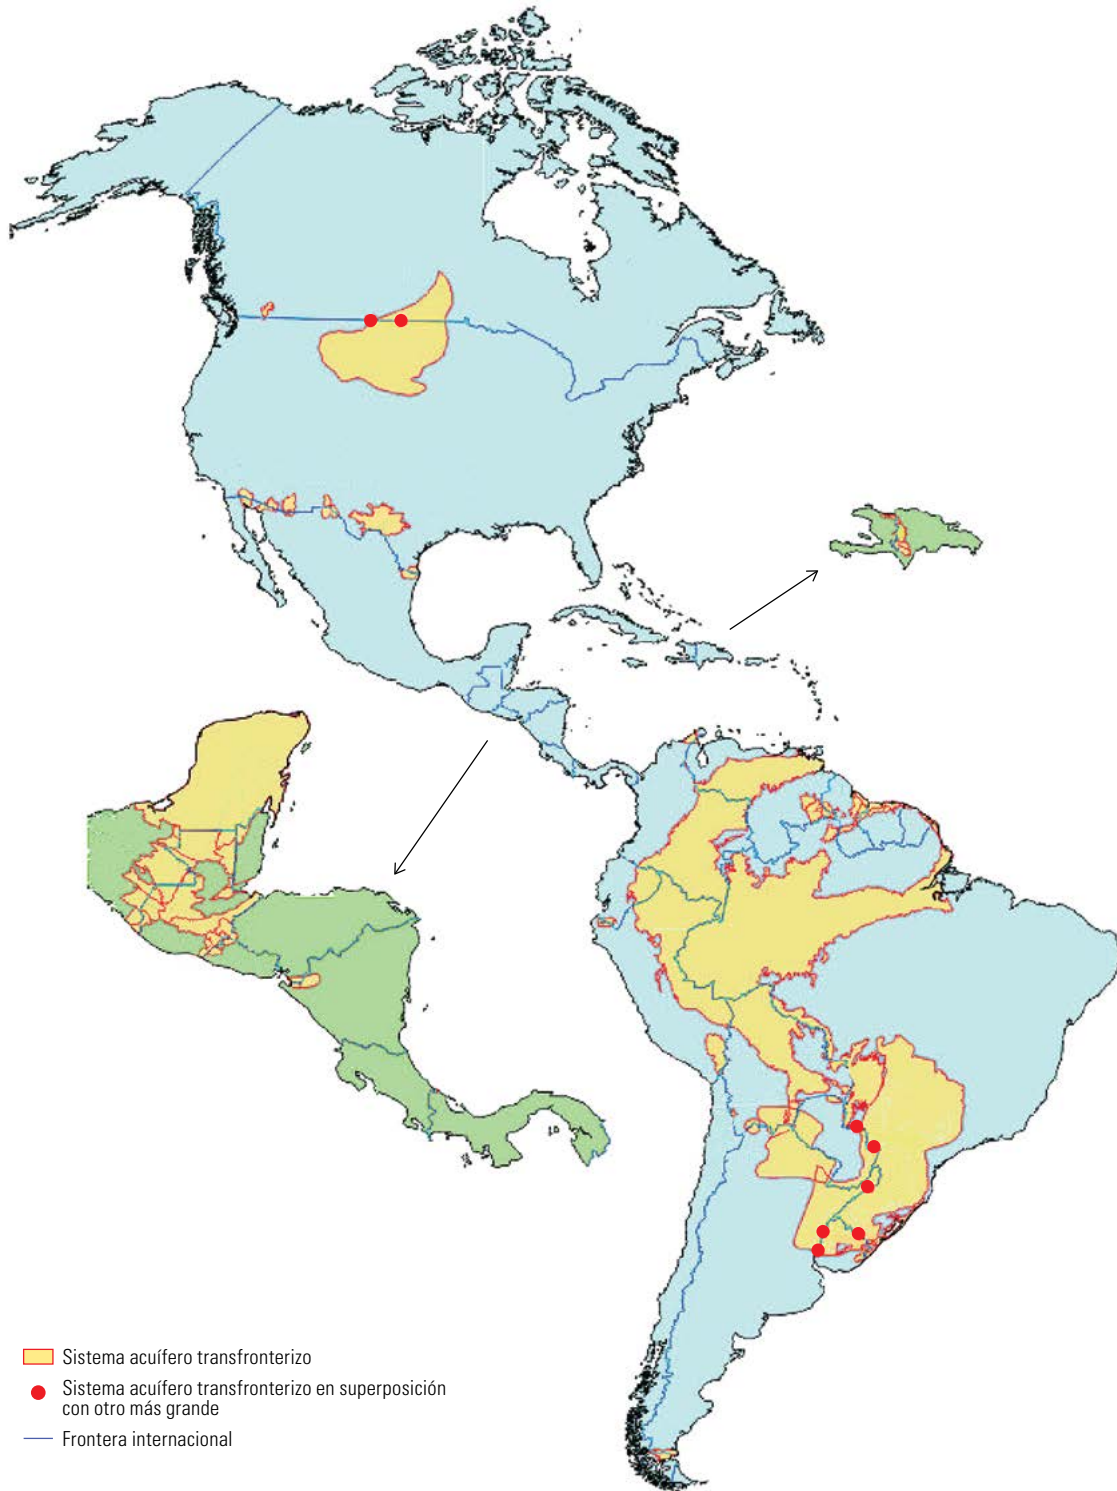 Sistema acuífero transfronterizo
Sistema acuífero transfronterizo en superposición
con otro más grande
Frontera internacional